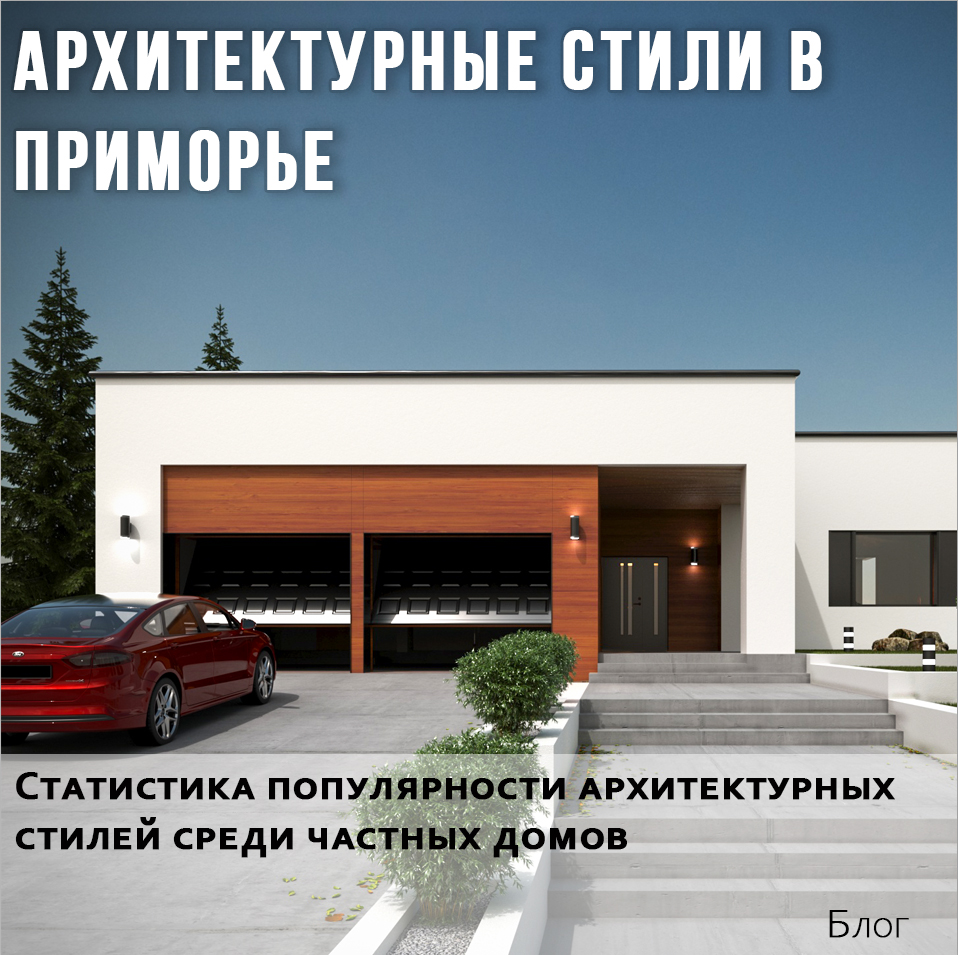 АРХИТЕКТУРНЫЕ СТИЛИ В
ПРИМОРЬЕ
Статистика популярности архитектурных
стилей среди частных домов
Блог